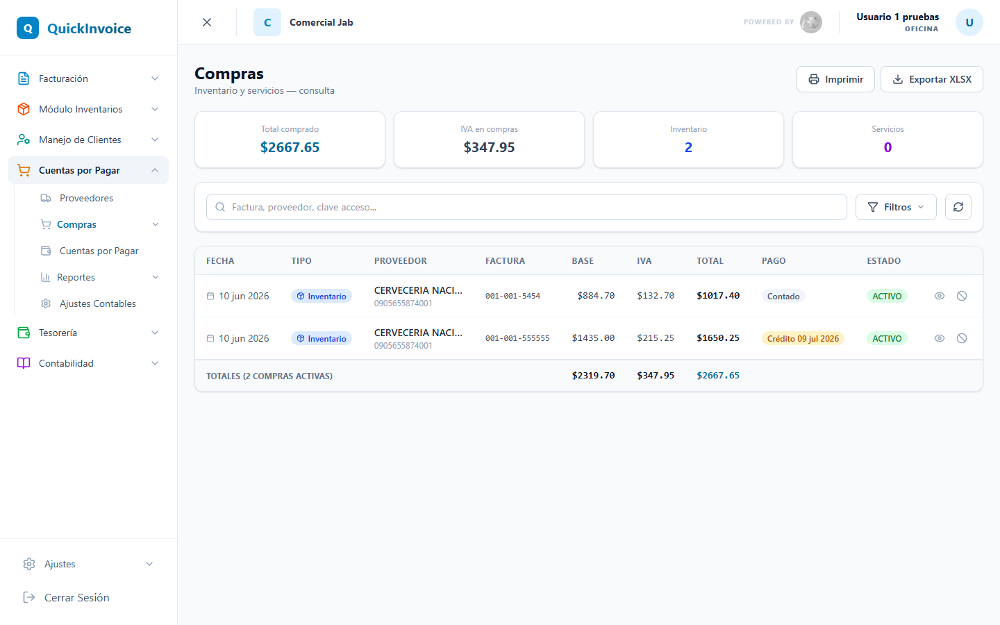 Q QuickInvoice
C Comercial Jab
POWERED BY
Usuario 1 pruebas
OFICINA
U
Facturación
Módulo Inventarios
Manejo de Clientes
Cuentas por Pagar
Proveedores
Compras
Cuentas por Pagar
Reportes
Ajustes Contables
Tesorería
Contabilidad
Ajustes
Cerrar Sesión
Compras
Inventario y servicios — consulta
Imprimir
Exportar XLSX
Total comprado
$2667.65
IVA en compras
$347.95
Inventario
2
Servicios
0
Factura, proveedor, clave acceso...
Filtros
FECHA TIPO PROVEEDOR FACTURA BASE IVA TOTAL PAGO ESTADO
10 jun 2026 Inventario CERVECERIA NACI... 001-001-5454 $884.70 $132.70 $1017.40 Contado ACTIVO
0905655874001
10 jun 2026 Inventario CERVECERIA NACI... 001-001-555555 $1435.00 $215.25 $1650.25 Crédito 09 jul 2026 ACTIVO
0905655874001
TOTALES (2 COMPRAS ACTIVAS) $2319.70 $347.95 $2667.65